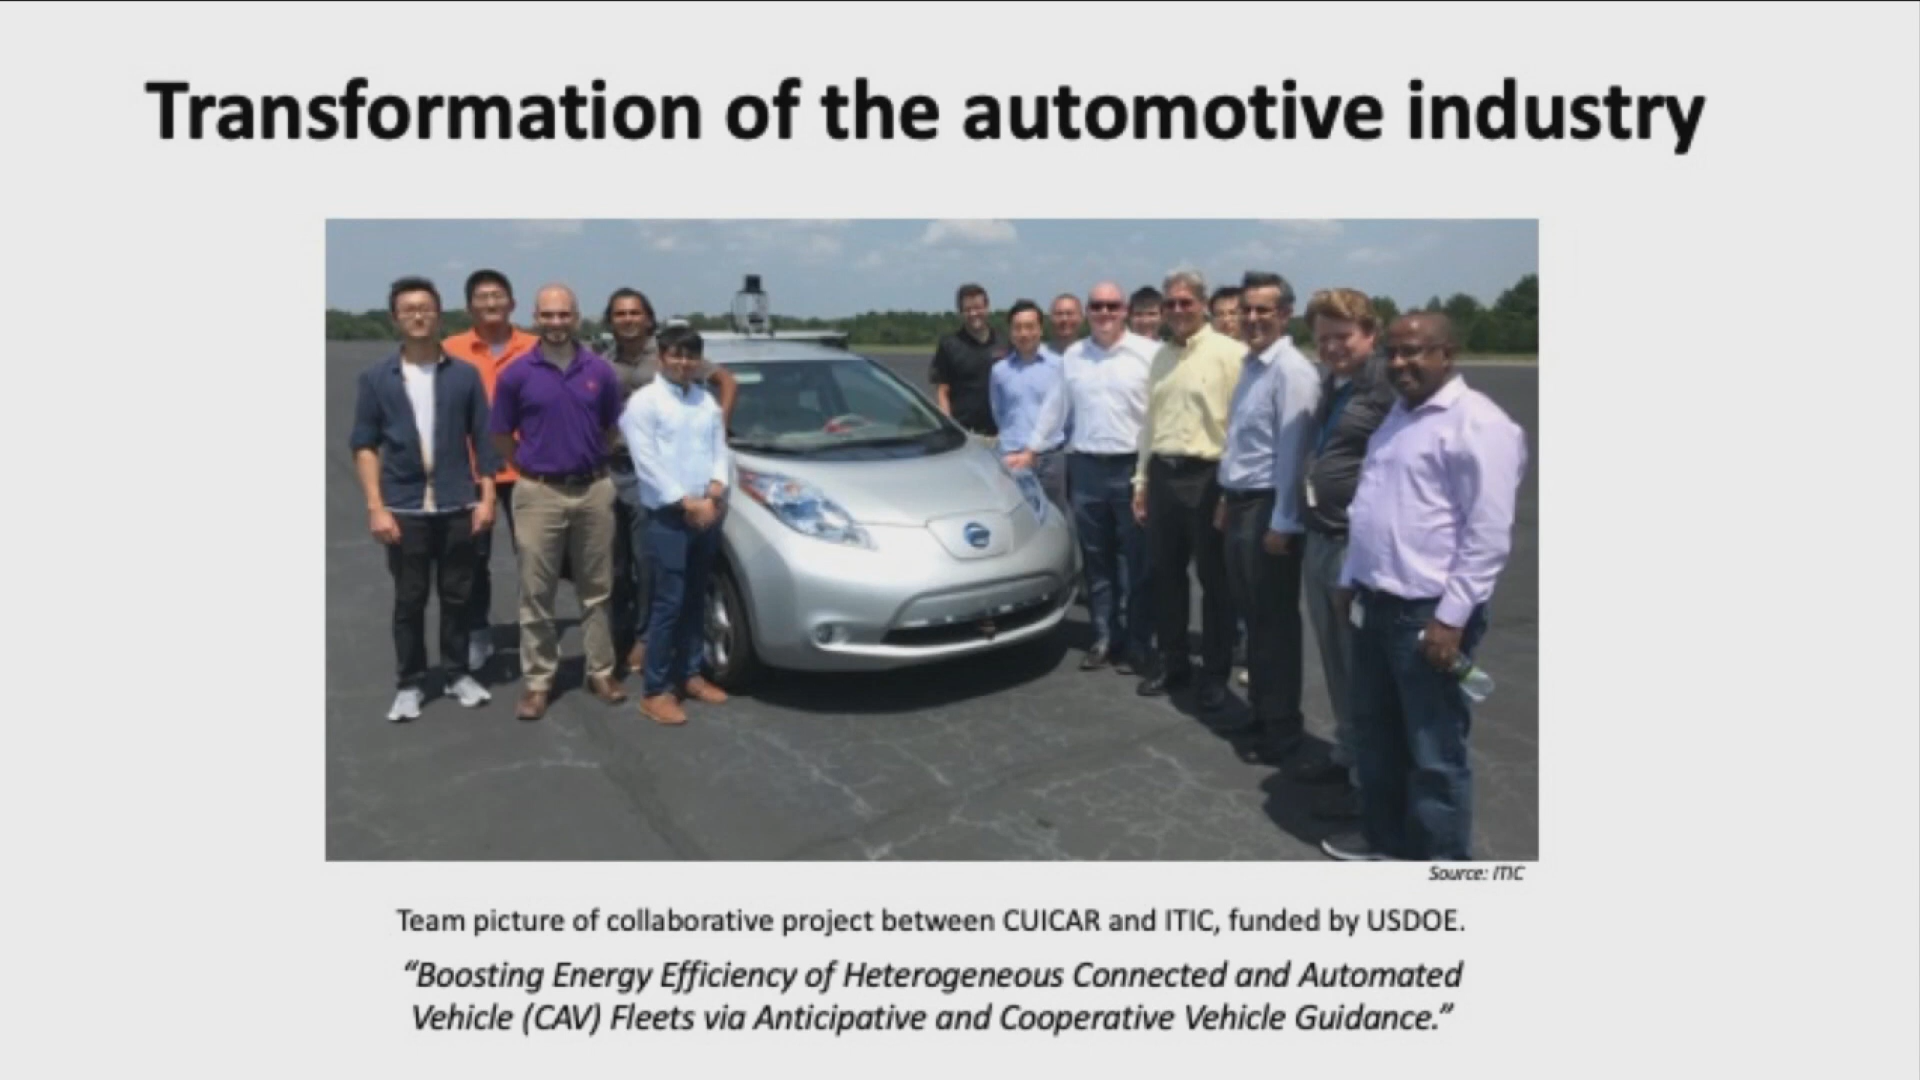 Transformation of the automotive industry
Source: ITIC
Team picture of collaborative project between CUICAR and ITIC, funded by USDOE.
“Boosting Energy Efficiency of Heterogeneous Connected and Automated
Vehicle (CAV) Fleets via Anticipative and Cooperative Vehicle Guidance.”